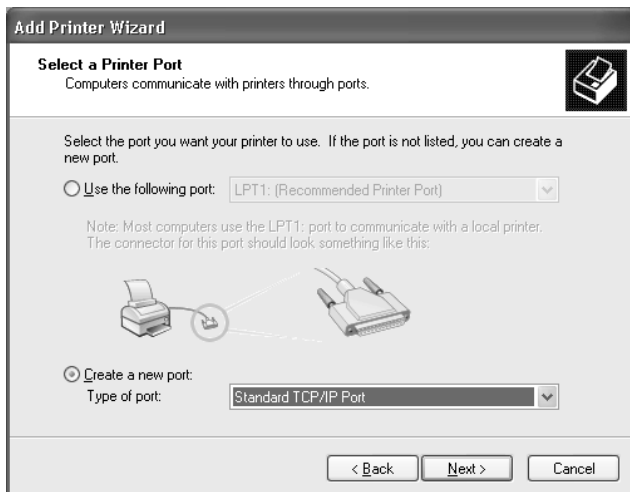 Add Printer Wizard
Select a Printer Port
Computers communicate with printers through ports.
Select the port you want your printer to use. If the port is not listed, you can create a
new port.
Use the following port: LPT1: (Recommended Printer Port)
Note: Most computers use the LPT1: port to communicate with a local printer.
The connector for this port should look something like this:
Create a new port:
Type of port: Standard TCP/IP Port
< Back Next > Cancel